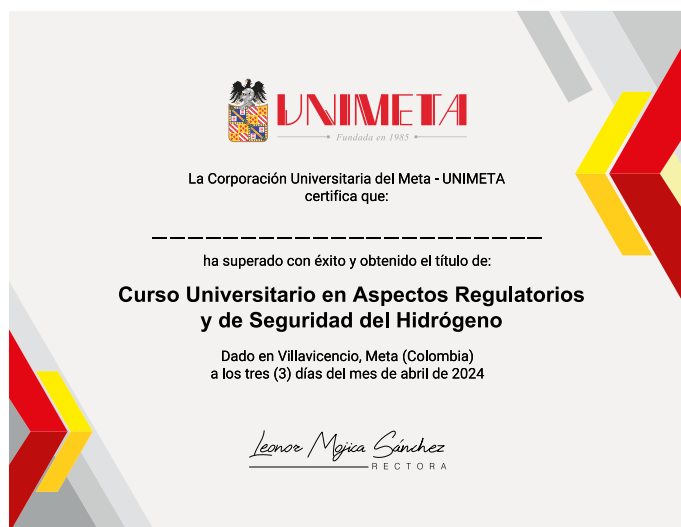 UNIMETA
Fundada en 1985
La Corporación Universitaria del Meta - UNIMETA
certifica que:
ha superado con éxito y obtenido el título de:
Curso Universitario en Aspectos Regulatorios
y de Seguridad del Hidrógeno
Dado en Villavicencio, Meta (Colombia)
a los tres (3) días del mes de abril de 2024
Leonor Mojica Sánchez
RECTORA